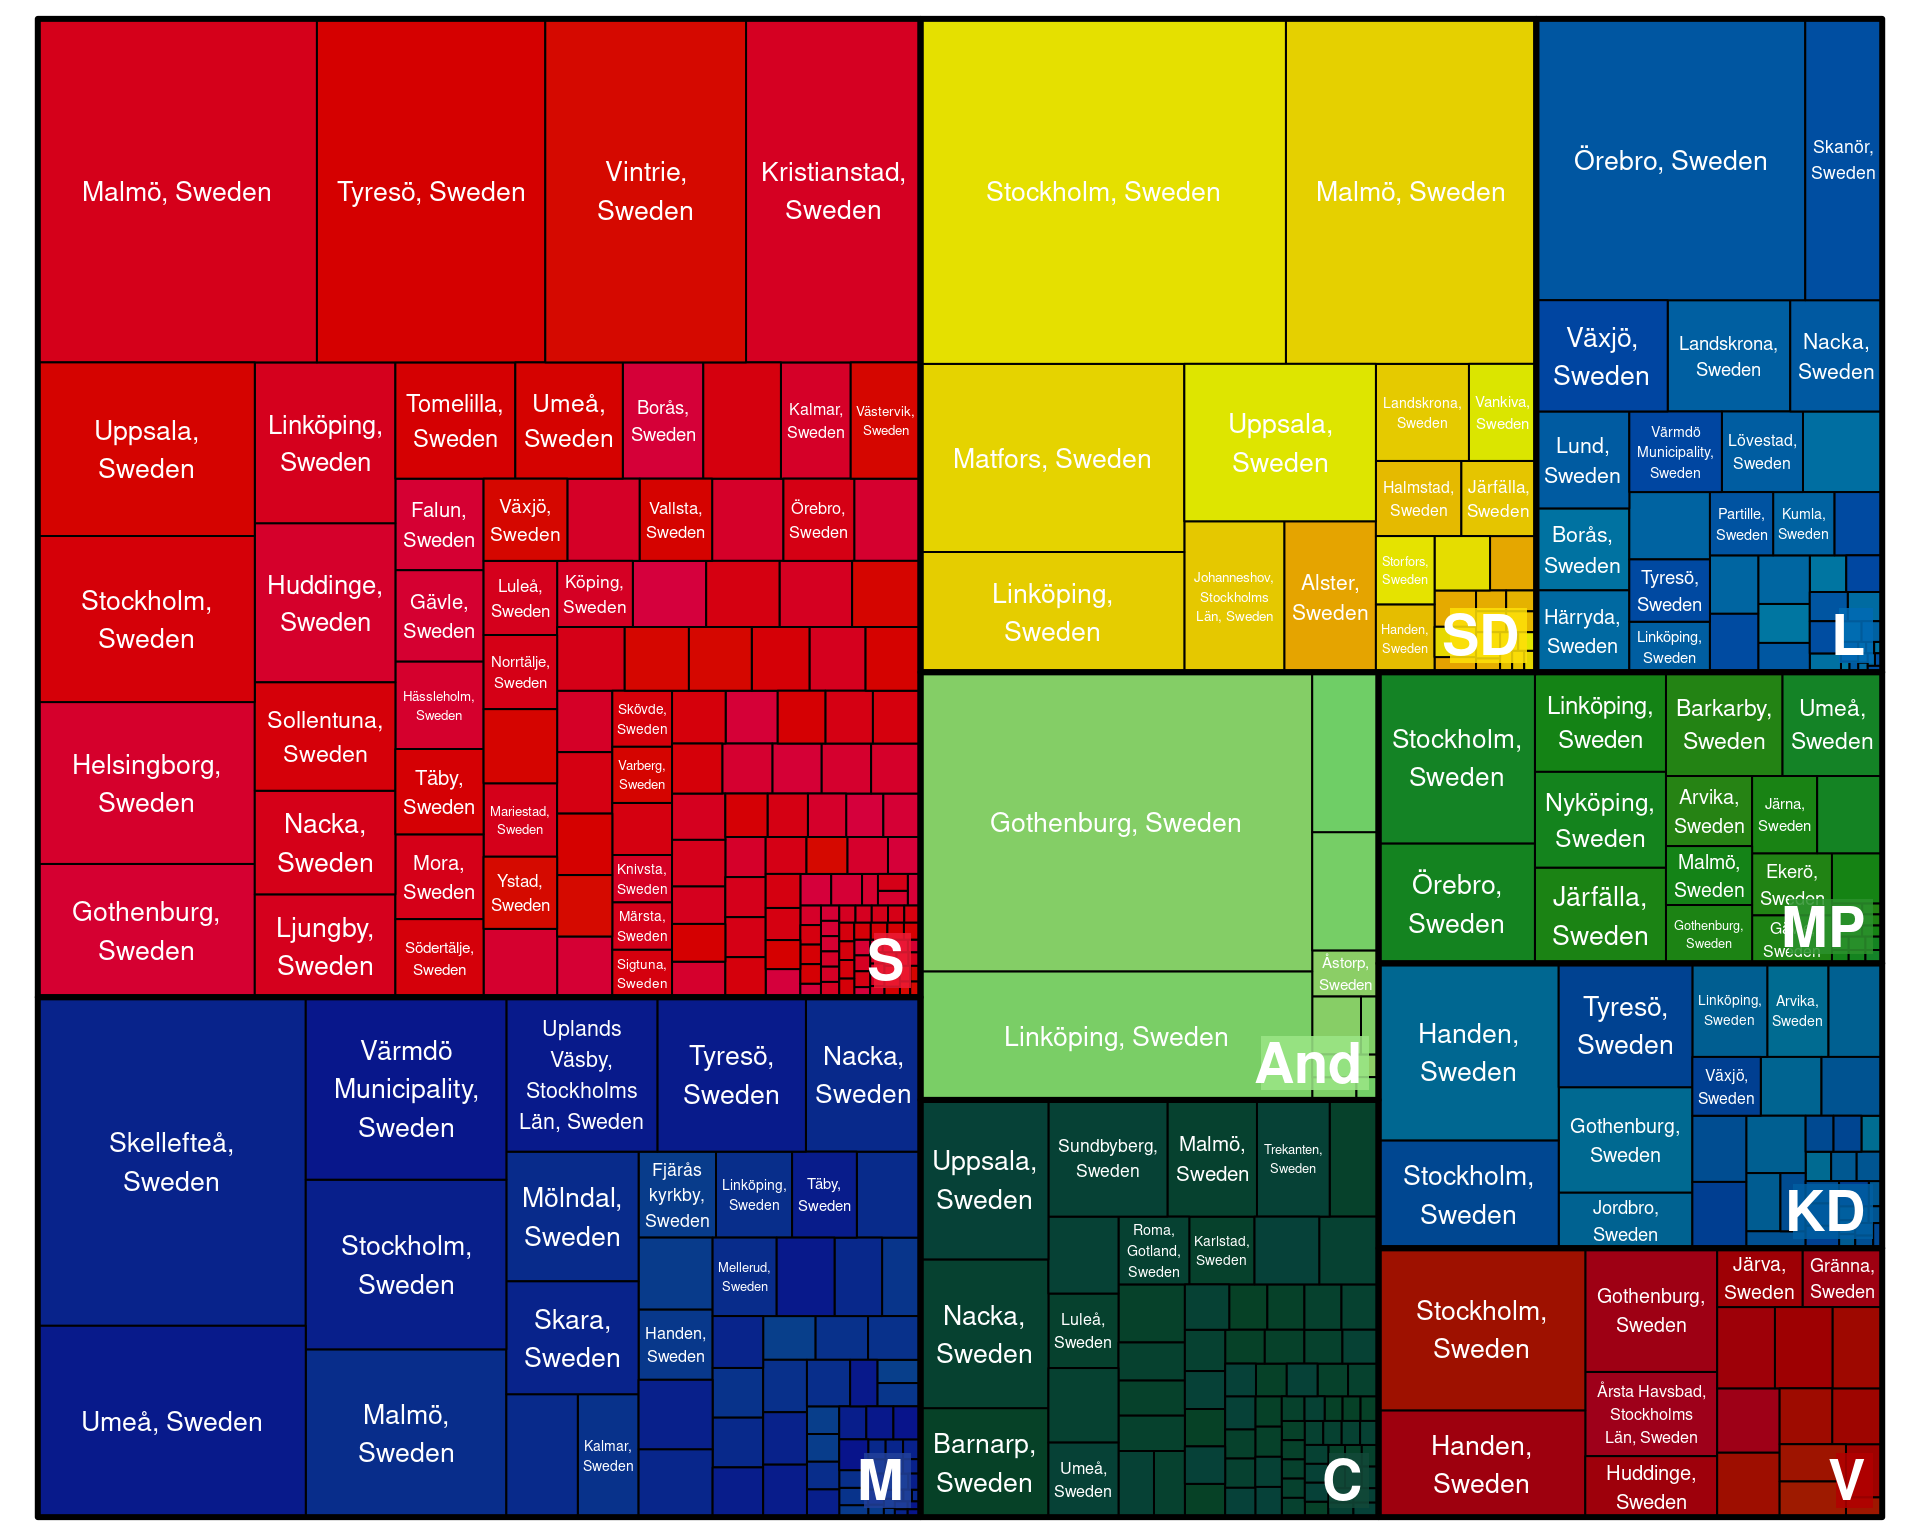 Malmö, Sweden
Tyresö, Sweden
Vintrie,
Sweden
Kristianstad,
Sweden
Uppsala,
Sweden
Stockholm,
Sweden
Helsingborg,
Sweden
Gothenburg,
Sweden
Linköping,
Sweden
Huddinge,
Sweden
Sollentuna,
Sweden
Nacka,
Sweden
Ljungby,
Sweden
Tomelilla,
Sweden
Umeå,
Sweden
Borås,
Sweden
Kalmar,
Sweden
Västervik,
Sweden
Falun,
Sweden
Gävle,
Sweden
Hässleholm,
Sweden
Täby,
Sweden
Mora,
Sweden
Södertälje,
Sweden
Växjö,
Sweden
Vallsta,
Sweden
Örebro,
Sweden
Luleå,
Sweden
Köping,
Sweden
Norrtälje,
Sweden
Mariestad,
Sweden
Ystad,
Sweden
Skövde,
Sweden
Varberg,
Sweden
Knivsta,
Sweden
Märsta,
Sweden
Sigtuna,
Sweden
S
Stockholm, Sweden
Malmö, Sweden
Matfors, Sweden
Linköping,
Sweden
Uppsala,
Sweden
Johanneshov,
Stockholms
Län, Sweden
Alster,
Sweden
Landskrona,
Sweden
Vankiva,
Sweden
Halmstad,
Sweden
Järfälla,
Sweden
Storfors,
Sweden
Handen,
Sweden
SD
Örebro, Sweden
Skanör,
Sweden
Växjö,
Sweden
Landskrona,
Sweden
Nacka,
Sweden
Lund,
Sweden
Värmdö
Municipality,
Sweden
Lövestad,
Sweden
Borås,
Sweden
Partille,
Sweden
Kumla,
Sweden
Tyresö,
Sweden
Härryda,
Sweden
Linköping,
Sweden
L
Gothenburg, Sweden
Linköping, Sweden
Åstorp,
Sweden
And
Stockholm,
Sweden
Örebro,
Sweden
Linköping,
Sweden
Nyköping,
Sweden
Järfälla,
Sweden
Barkarby,
Sweden
Umeå,
Sweden
Arvika,
Sweden
Järna,
Sweden
Malmö,
Sweden
Ekerö,
Sweden
Gothenburg,
Sweden
Sweden
MP
Handen,
Sweden
Stockholm,
Sweden
Tyresö,
Sweden
Gothenburg,
Sweden
Jordbro,
Sweden
Linköping,
Sweden
Arvika,
Sweden
Växjö,
Sweden
KD
Skellefteå,
Sweden
Umeå, Sweden
Värmdö
Municipality,
Sweden
Stockholm,
Sweden
Malmö,
Sweden
Uplands
Väsby,
Stockholms
Län, Sweden
Tyresö,
Sweden
Nacka,
Sweden
Mölndal,
Sweden
Skara,
Sweden
Kalmar,
Sweden
Fjärås
kyrkby,
Sweden
Linköping,
Sweden
Täby,
Sweden
Mellerud,
Sweden
Handen,
Sweden
M
Uppsala,
Sweden
Nacka,
Sweden
Barnarp,
Sweden
Sundbyberg,
Sweden
Malmö,
Sweden
Trekanten,
Sweden
Roma,
Gotland,
Sweden
Karlstad,
Sweden
Luleå,
Sweden
Umeå,
Sweden
C
Stockholm,
Sweden
Handen,
Sweden
Gothenburg,
Sweden
Årsta Havsbad,
Stockholms
Län, Sweden
Huddinge,
Sweden
Järva,
Sweden
Gränna,
Sweden
V